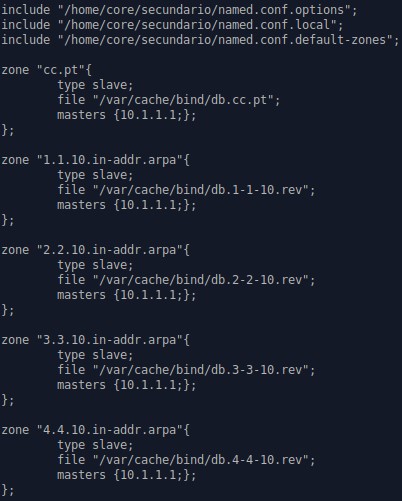 include "/home/core/secundario/named.conf.options";
include "/home/core/secundario/named.conf.local";
include "/home/core/secundario/named.conf.default-zones";

zone "cc.pt"{
        type slave;
        file "/var/cache/bind/db.cc.pt";
        masters {10.1.1.1;};
};

zone "1.1.10.in-addr.arpa"{
        type slave;
        file "/var/cache/bind/db.1-1-10.rev";
        masters {10.1.1.1;};
};

zone "2.2.10.in-addr.arpa"{
        type slave;
        file "/var/cache/bind/db.2-2-10.rev";
        masters {10.1.1.1;};
};

zone "3.3.10.in-addr.arpa"{
        type slave;
        file "/var/cache/bind/db.3-3-10.rev";
        masters {10.1.1.1;};
};

zone "4.4.10.in-addr.arpa"{
        type slave;
        file "/var/cache/bind/db.4-4-10.rev";
        masters {10.1.1.1;};
};